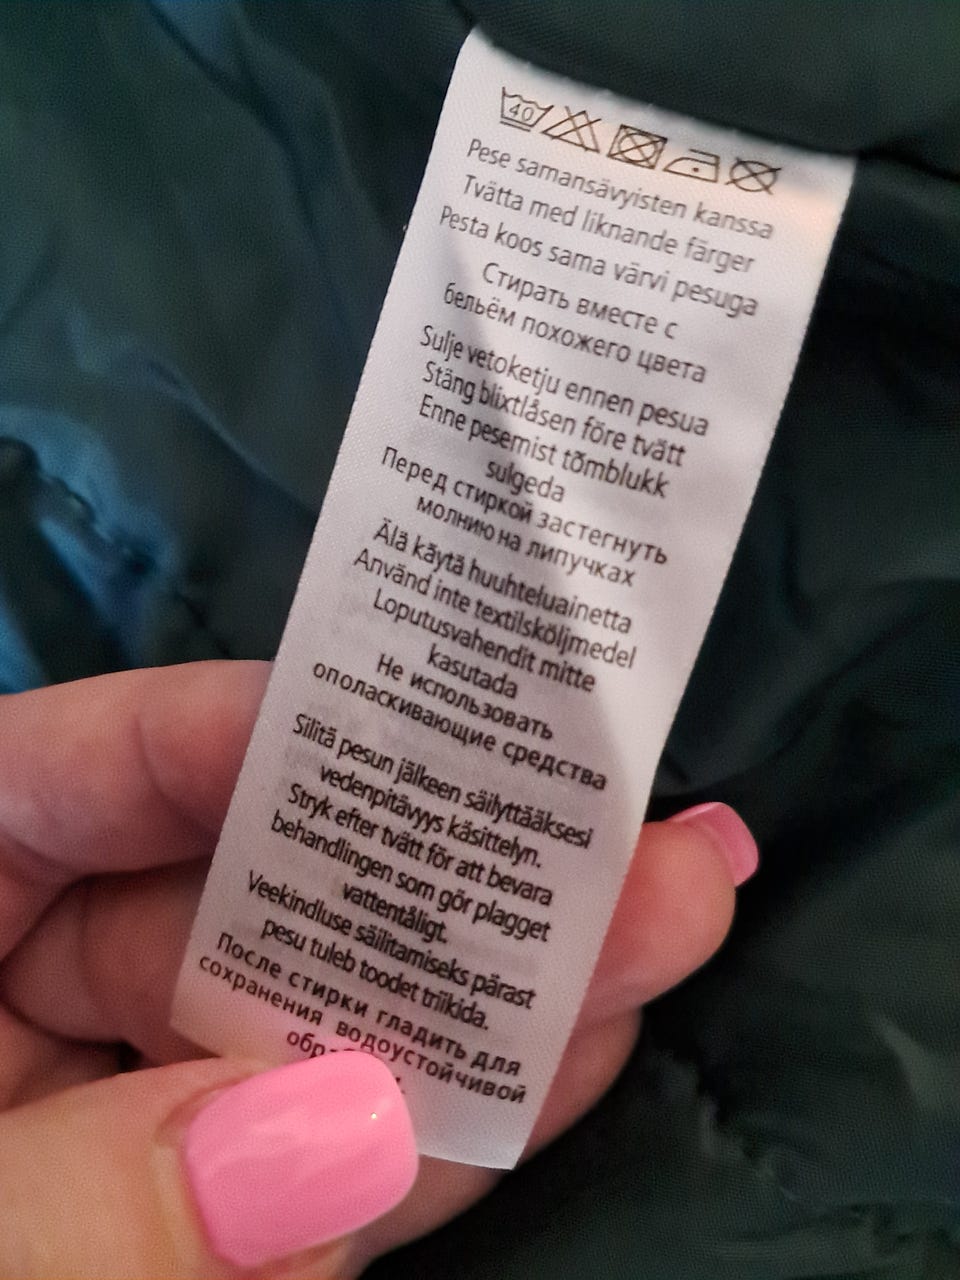 40
Pese samansävyisten kanssa
Tvätta med liknande färger
Pesta koos sama värvi pesuga
Стирать вместе с
бельём похожего цвета
Sulje vetoketju ennen pesua
Stäng blixtlåsen före tvätt
Enne pesemist tõmblukk
sulgeda
Перед стиркой застегнуть
молнию на липучках
Älä käytä huuhteluainetta
Använd inte textilsköljmedel
Loputusvahendit mitte
kasutada
Не использовать
ополаскивающие средства
Silitä pesun jälkeen säilyttääksesi
vedenpitävyys käsittelyn.
Stryk efter tvätt för att bevara
behandlingen som gör plagget
vattentåligt.
Veekindluse säilitamiseks pärast
pesu tuleb toodet triikida.
После стирки гладить для
сохранения водоустойчивой